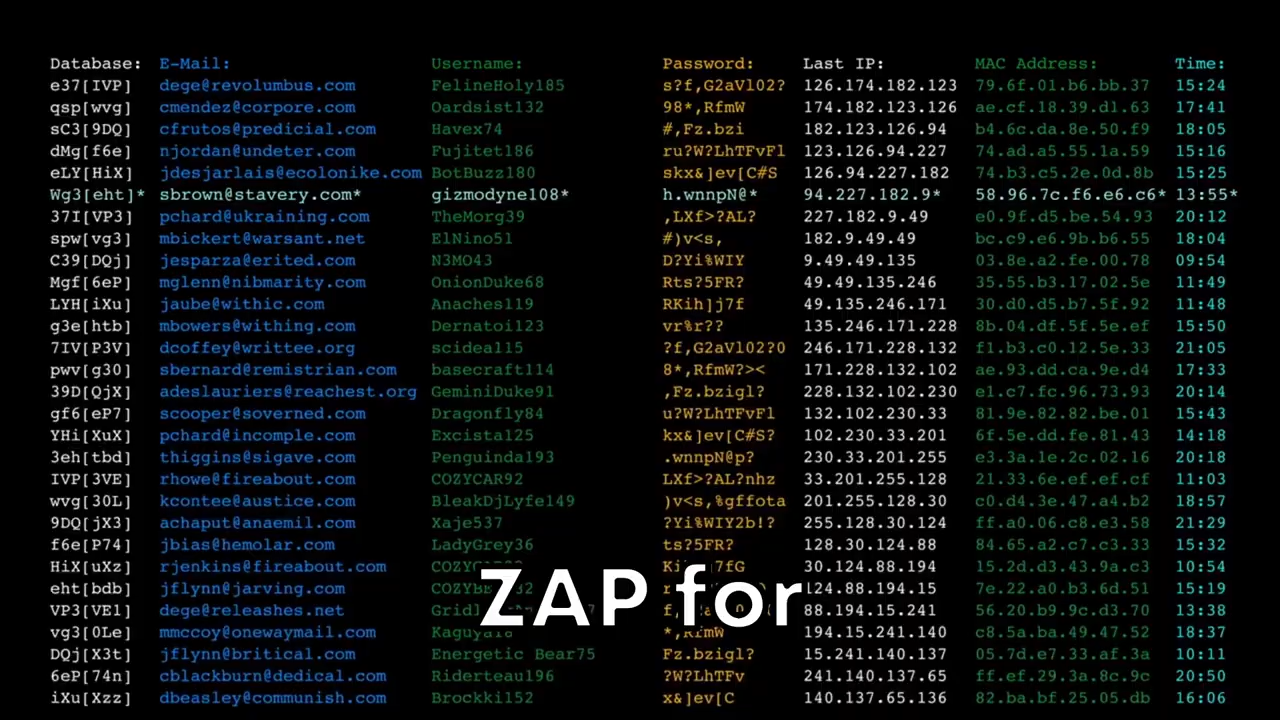 Database: E-Mail: Username: Password: Last IP: MAC Address: Time:
e37[IVP] dege@revolumbus.com FelineHoly185 s?f,G2aVl02? 126.174.182.123 79.6f.01.b6.bb.37 15:24
qsp[wvg] cmendez@corpore.com Oardsist132 98*,RfmW 174.182.123.126 ae.cf.18.39.d1.63 17:41
sC3[9DQ] cfrutos@predicial.com Havex74 #,Fz.bzi 182.123.126.94 b4.6c.da.8e.50.f9 18:05
dMg[f6e] njordan@undeter.com Fujitet186 ru?W?LhTFvFl 123.126.94.227 74.ad.a5.55.1a.59 15:16
eLY[HiX] jdesjarlais@ecolonike.com BotBuzz180 skx&]ev[C#S 126.94.227.182 74.b3.c5.2e.0d.8b 15:25
Wg3[eht]* sbrown@stavery.com* gizmodyne108* h.wnnpN@* 94.227.182.9* 58.96.7c.f6.e6.c6* 13:55*
37I[VP3] pchard@ukraining.com TheMorg39 ,LXf>?AL? 227.182.9.49 e0.9f.d5.be.54.93 20:12
spw[vg3] mbickert@warsant.net ElNino51 #)v<s, 182.9.49.49 bc.c9.e6.9b.b6.55 18:04
C39[DQj] jesparza@erited.com N3MO43 D?Yi%WIY 9.49.49.135 03.8e.a2.fe.00.78 09:54
Mgf[6eP] mglenn@nibmarity.com OnionDuke68 Rts?5FR? 49.49.135.246 35.55.b3.17.02.5e 11:49
LYH[iXu] jaube@withic.com Anaches119 RKih]j7f 49.135.246.171 30.d0.d5.b7.5f.92 11:48
g3e[htb] mbowers@withing.com Dernatoi123 vr%r?? 135.246.171.228 8b.04.df.5f.5e.ef 15:50
7IV[P3V] dcoffey@writtee.org scidea115 ?f,G2aVl02?0 246.171.228.132 f1.b3.c0.12.5e.33 21:05
pwv[g30] sbernard@remistrian.com basecraft114 8*,RfmW?>< 171.228.132.102 ae.93.dd.ca.9e.d4 17:33
39D[QjX] adeslauriers@reachest.org GeminiDuke91 ,Fz.bzigl? 228.132.102.230 e1.c7.fc.96.73.93 20:14
gf6[eP7] scooper@soverned.com Dragonfly84 u?W?LhTFvFl 132.102.230.33 81.9e.82.82.be.01 15:43
YHi[XuX] pchard@incomple.com Excista125 kx&]ev[C#S? 102.230.33.201 6f.5e.dd.fe.81.43 14:18
3eh[tbd] thiggins@sigave.com Penguinda193 .wnnpN@p? 230.33.201.255 e3.3a.1e.2c.02.16 20:18
IVP[3VE] rhowe@fireabout.com COZYCAR92 LXf>?AL?nhz 33.201.255.128 21.33.6e.ef.ef.cf 11:03
wvg[30L] kcontee@austice.com BleakDjLyfe149 )v<s,%gffota 201.255.128.30 c0.d4.3e.47.a4.b2 18:57
9DQ[jX3] achaput@anaemil.com Xaje537 ?Yi%WIY2b!? 255.128.30.124 ff.a0.06.c8.e3.58 21:29
f6e[P74] jbias@hemolar.com LadyGrey36 ts?5FR? 128.30.124.88 84.65.a2.c7.c3.33 15:32
HiX[uXz] rjenkins@fireabout.com 30.124.88.194 15.2d.d3.43.9a.c3 10:54
eht[bdb] jflynn@jarving.com 124.88.194.15 7e.22.a0.b3.d1.6a 15:19
VP3[VE1] dege@releashes.net 88.194.15.241 56.20.b9.9c.d3.70 13:38
ZAP for
vg3[0Le] mmccoy@onewaymail.com Kaguyara *,RfmW 194.15.241.140 c8.5a.ba.49.47.52 18:37
DQj[X3t] jflynn@britical.com Energetic Bear75 Fz.bzigl? 15.241.140.137 05.7d.e7.33.af.3a 10:11
6eP[74n] cblackburn@dedical.com Riderteau196 ?W?LhTFv 241.140.137.65 ff.ef.29.3a.8c.9c 20:50
iXu[Xzz] dbeasley@communish.com Brockki152 x&]ev[C 140.137.65.136 82.ba.bf.25.05.db 16:06